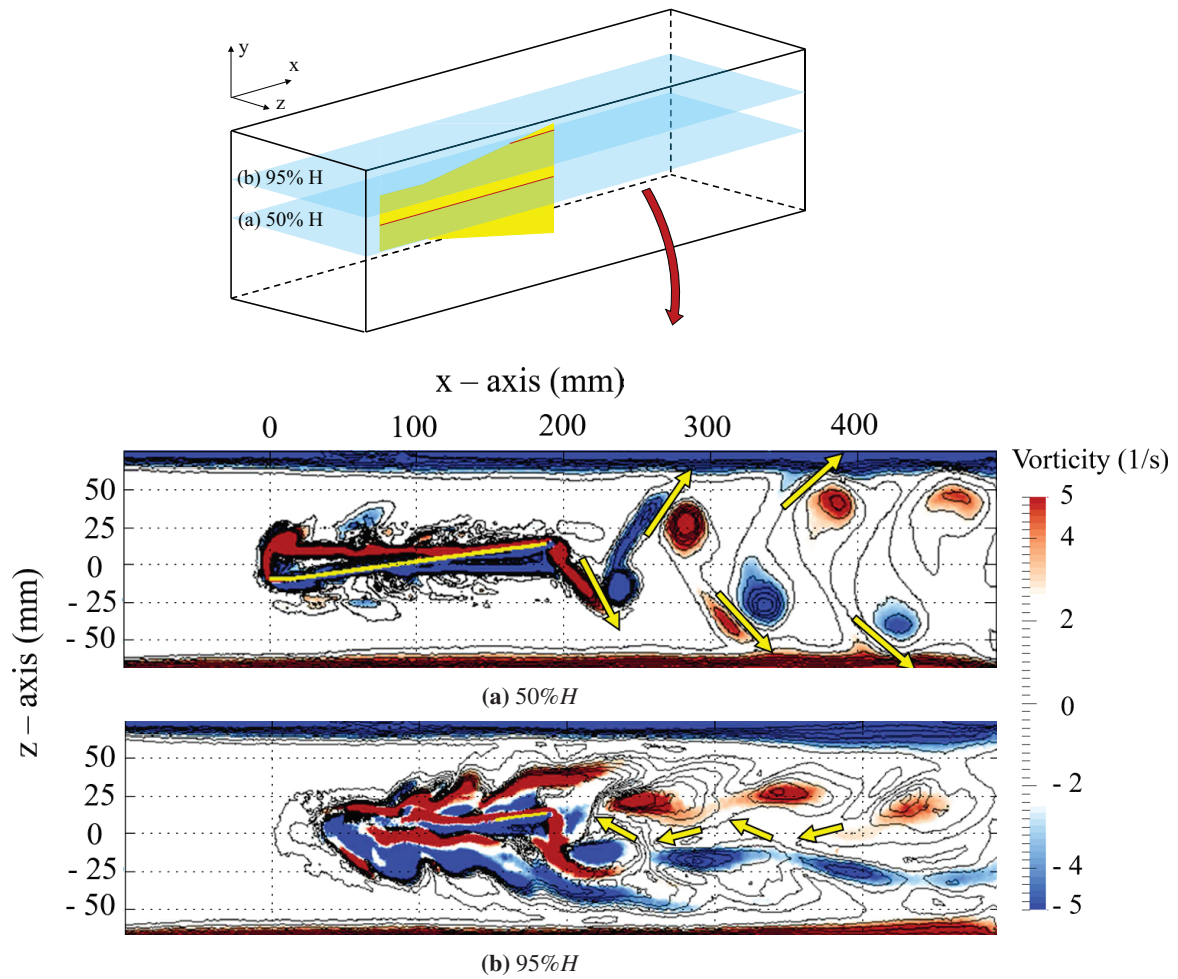 y
x
z
(b) 95% H
(a) 50% H
x – axis (mm)
0 100 200 300 400
Vorticity (1/s)
z – axis (mm)
50
25
0
- 25
- 50
5
4
2
0
- 2
- 4
- 5
(a) 50%H
50
25
0
- 25
- 50
(b) 95%H